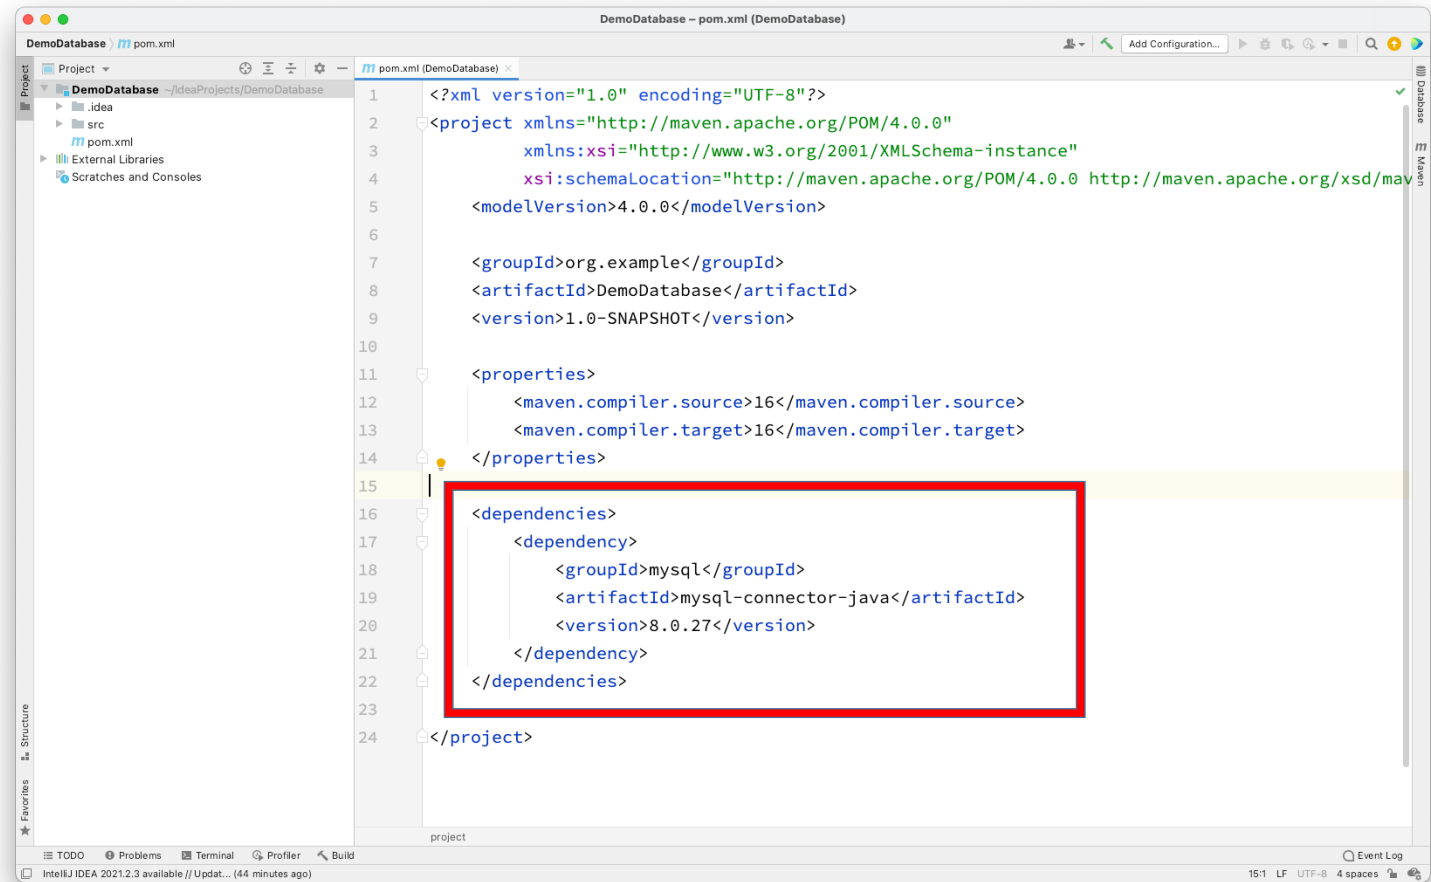 DemoDatabase – pom.xml (DemoDatabase)
DemoDatabase
m pom.xml
Add Configuration...
Project
Project
pom.xml (DemoDatabase)
DemoDatabase ~/IdeaProjects/DemoDatabase
.idea
src
m pom.xml
External Libraries
Scratches and Consoles
1 <?xml version="1.0" encoding="UTF-8"?>
2 <project xmlns="http://maven.apache.org/POM/4.0.0"
3 xmlns:xsi="http://www.w3.org/2001/XMLSchema-instance"
4 xsi:schemaLocation="http://maven.apache.org/POM/4.0.0 http://maven.apache.org/xsd/mav
5 <modelVersion>4.0.0</modelVersion>
6
7 <groupId>org.example</groupId>
8 <artifactId>DemoDatabase</artifactId>
9 <version>1.0-SNAPSHOT</version>
10
11 <properties>
12 <maven.compiler.source>16</maven.compiler.source>
13 <maven.compiler.target>16</maven.compiler.target>
14 </properties>
15
16 <dependencies>
17 <dependency>
18 <groupId>mysql</groupId>
19 <artifactId>mysql-connector-java</artifactId>
20 <version>8.0.27</version>
21 </dependency>
22 </dependencies>
23
24 </project>
Database
m Maven
Structure
Favorites
project
TODO
Problems
Terminal
Profiler
Build
Event Log
IntelliJ IDEA 2021.2.3 available // Updat... (44 minutes ago)
15:1 LF UTF-8 4 spaces